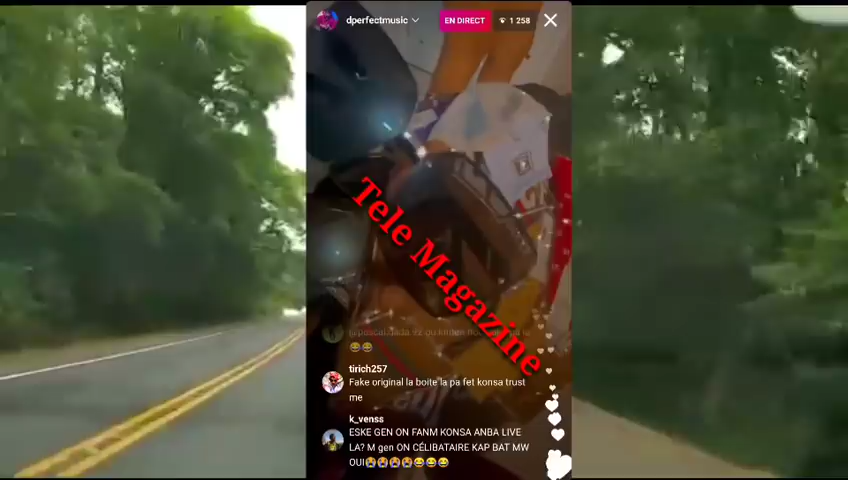 dperfectmusic
EN DIRECT
1 258
Tele Magazine
tirich257
Fake original la boite la pa fet konsa trust
me
k_venss
ESKE GEN ON FANM KONSA ANBA LIVE
LA? M gen ON CÉLIBATAIRE KAP BAT MW
OUI😭😭😭😭😂😂😂